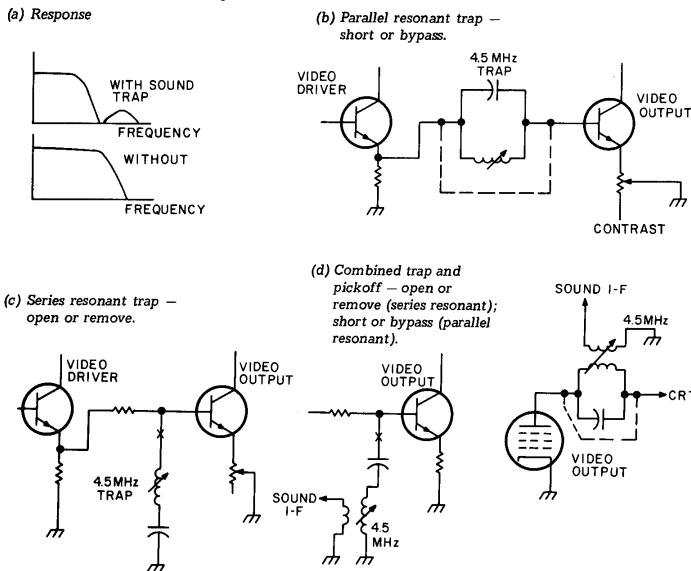 (a) Response
WITH SOUND
TRAP
FREQUENCY
WITHOUT
FREQUENCY
(b) Parallel resonant trap —
short or bypass.
4.5 MHz
TRAP
VIDEO
DRIVER
VIDEO
OUTPUT
CONTRAST
(c) Series resonant trap —
open or remove.
VIDEO
DRIVER
VIDEO
OUTPUT
4.5MHz
TRAP
(d) Combined trap and
pickoff — open or
remove (series resonant);
short or bypass (parallel
resonant).
VIDEO
OUTPUT
SOUND
I-F
4.5
MHz
SOUND I-F
4.5MHz
CRT
VIDEO
OUTPUT